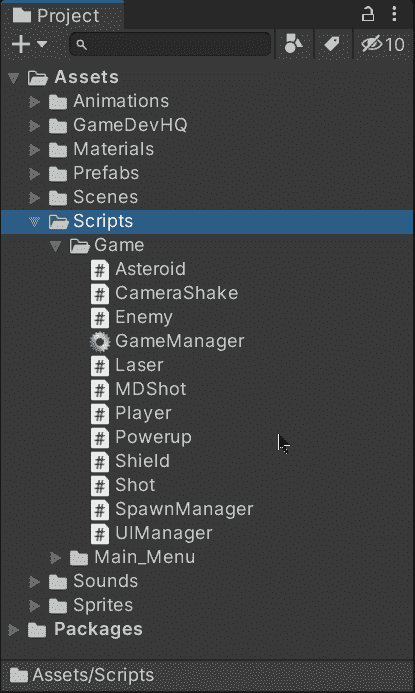 Project
10
Assets
Animations
GameDevHQ
Materials
Prefabs
Scenes
Scripts
Game
# Asteroid
# CameraShake
# Enemy
GameManager
# Laser
# MDShot
# Player
# Powerup
# Shield
# Shot
# SpawnManager
# UIManager
Main_Menu
Sounds
Sprites
Packages
Assets/Scripts